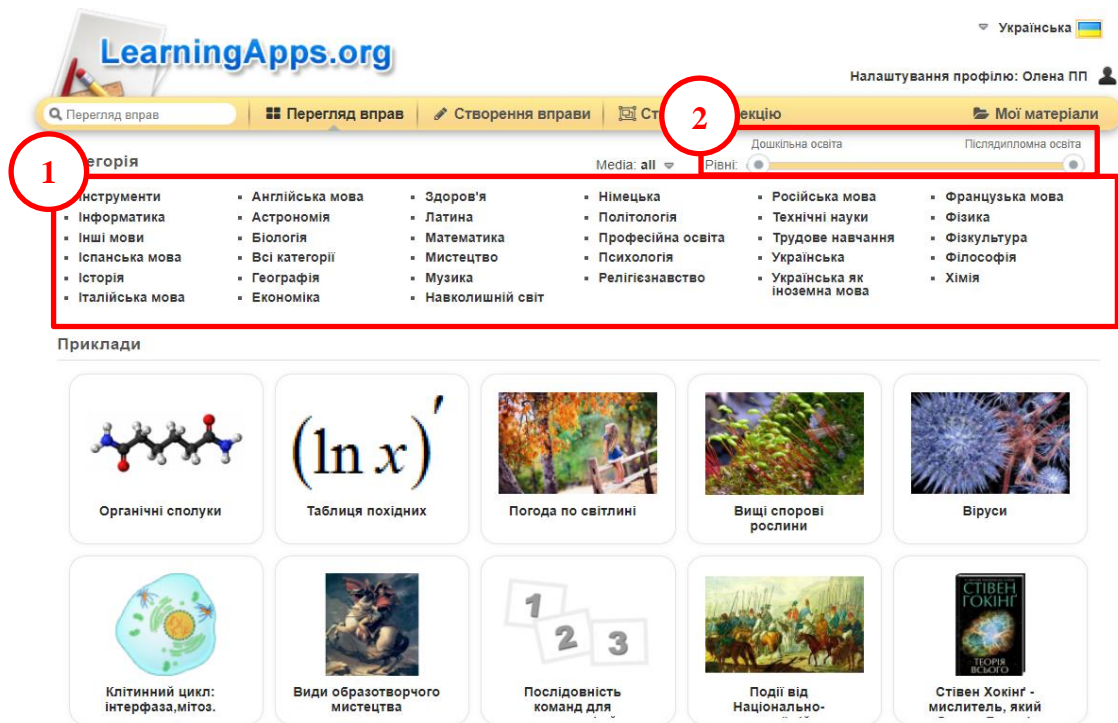 LearningApps.org
Українська
Налаштування профілю: Олена ПП
Перегляд вправ
Перегляд вправ
Створення вправи
Ст
2
екцію
Мої матеріали
1
егорія
Media: all
Рівні:
Дошкільна освіта
Післядипломна освіта
нструменти
Інформатика
Інші мови
Іспанська мова
Історія
Італійська мова
Англійська мова
Астрономія
Біологія
Всі категорії
Географія
Економіка
Здоров'я
Латина
Математика
Мистецтво
Музика
Навколишній світ
Німецька
Політологія
Професійна освіта
Психологія
Релігієзнавство
Російська мова
Технічні науки
Трудове навчання
Українська
Українська як
іноземна мова
Французька мова
Фізика
Фізкультура
Філософія
Хімія
Приклади
(ln x)′
Органічні сполуки
Таблиця похідних
Погода по світлині
Вищі спорові
рослини
Віруси
1
2
3
СТІВЕН
ГОКІНҐ
ТЕОРІЯ
ВСЬОГО
Клітинний цикл:
інтерфаза,мітоз.
Види образотворчого
мистецтва
Послідовність
команд для
Події від
Національно-
Стівен Хокінґ -
мислитель, який